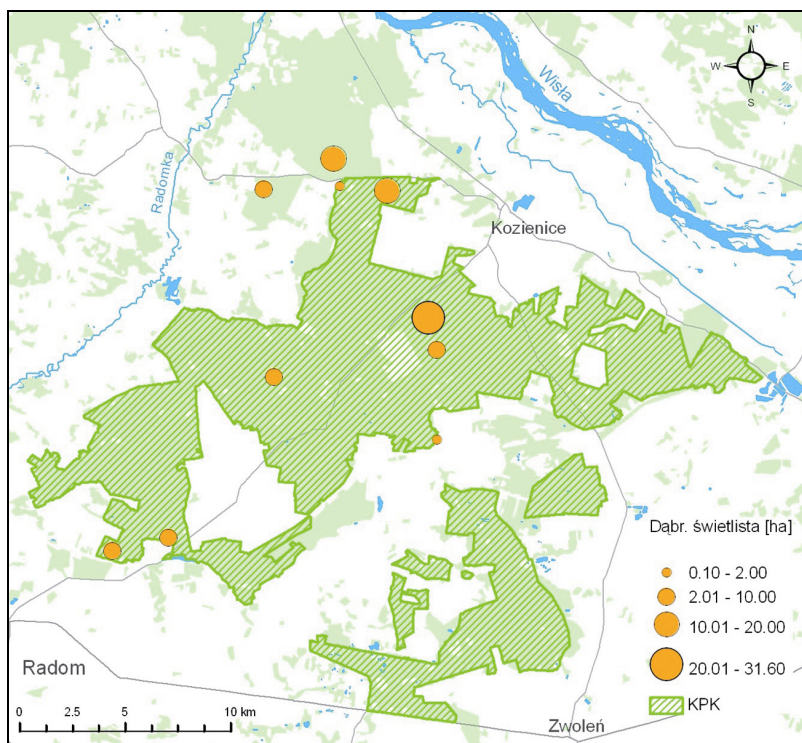 N
W
E
S
Wisła
Radomka
Kozienice
Dąbr. świetlista [ha]
0.10 - 2.00
2.01 - 10.00
10.01 - 20.00
20.01 - 31.60
KPK
Radom
Zwoleń
0 2.5 5 10 km